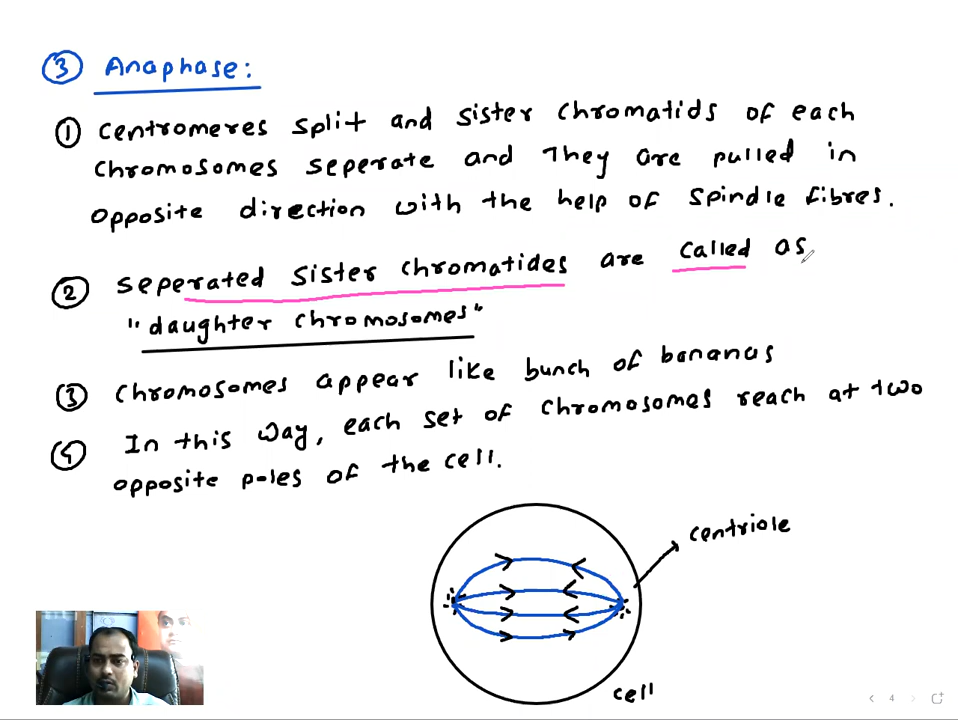 ③ Anaphase:
① Centromeres split and sister chromatids of each
chromosomes seperate and They are pulled in
opposite direction with the help of spindle fibres.
② Seperated sister chromatides are called as
"daughter chromosomes"
③ Chromosomes appear like bunch of bananas
④ In this way, each set of chromosomes reach at two
opposite poles of the cell.
centriole
cell
4